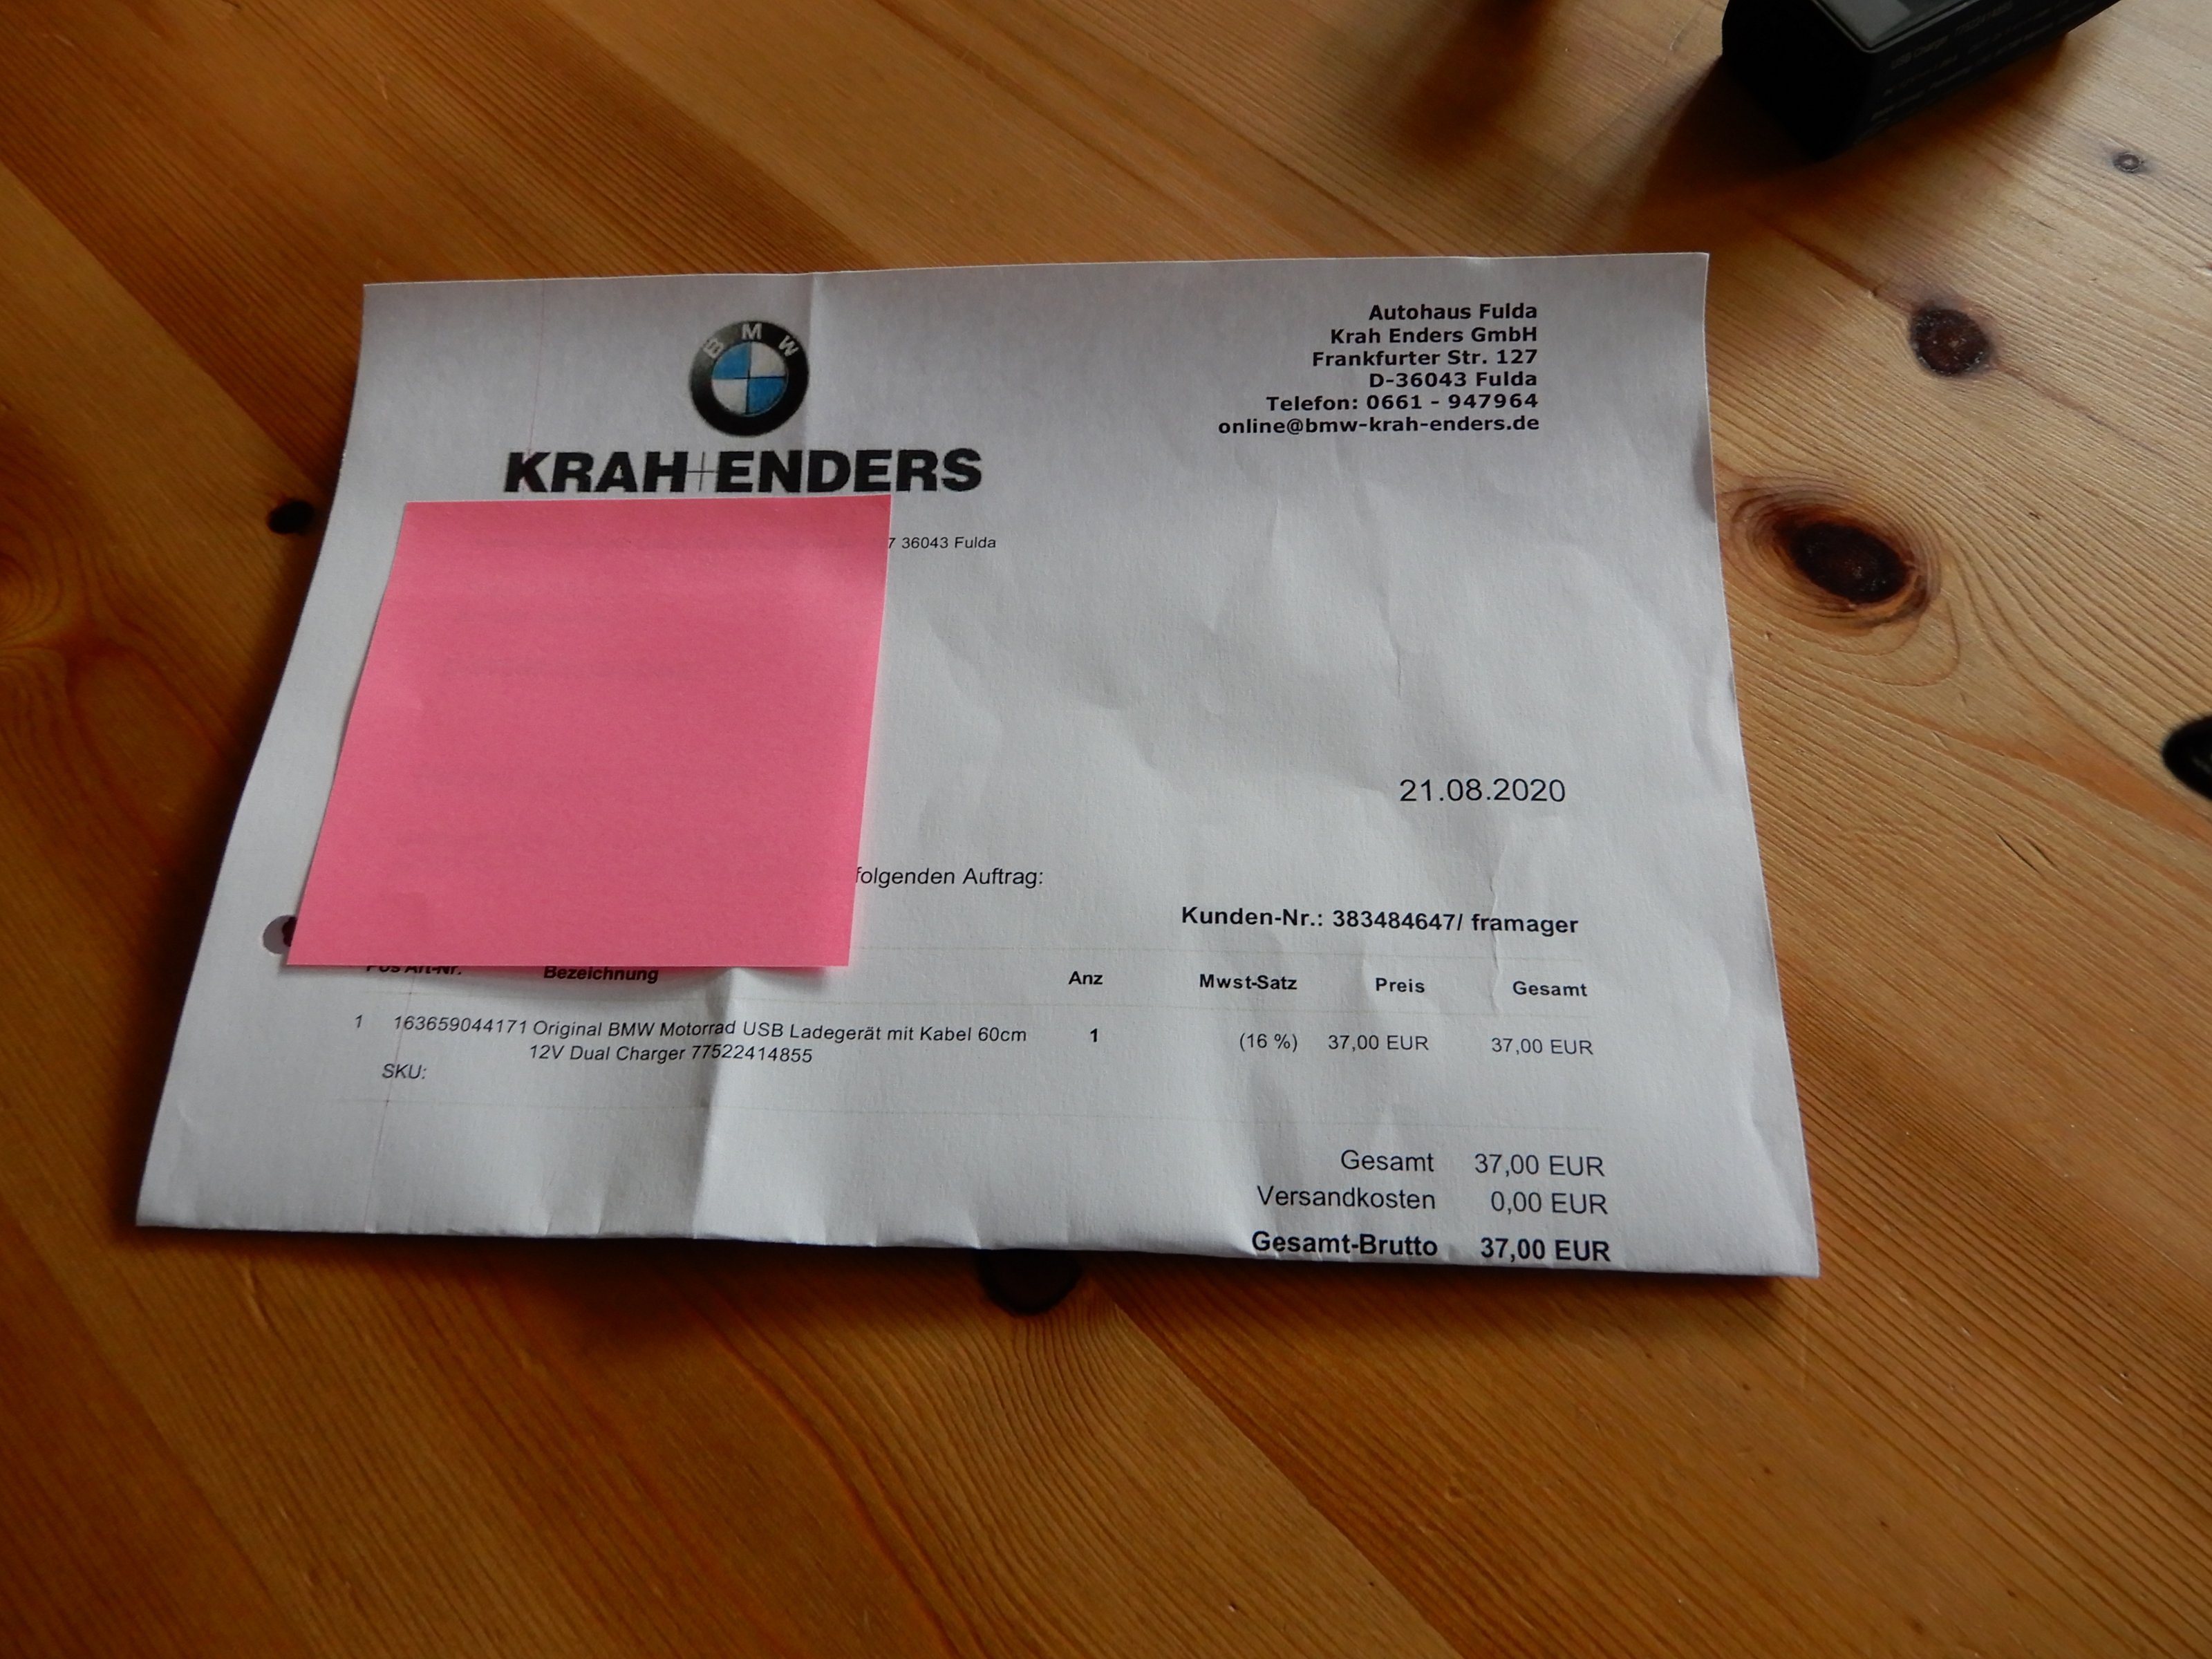 BMW
KRAH+ENDERS
Autohaus Fulda
Krah Enders GmbH
Frankfurter Str. 127
D-36043 Fulda
Telefon: 0661 - 947964
online@bmw-krah-enders.de
7 36043 Fulda
21.08.2020
folgenden Auftrag:
Kunden-Nr.: 383484647/ framager
Pos Art-Nr. Bezeichnung Anz Mwst-Satz Preis Gesamt
1 163659044171 Original BMW Motorrad USB Ladegerät mit Kabel 60cm 1 (16 %) 37,00 EUR 37,00 EUR
12V Dual Charger 77522414855
SKU:
Gesamt 37,00 EUR
Versandkosten 0,00 EUR
Gesamt-Brutto 37,00 EUR